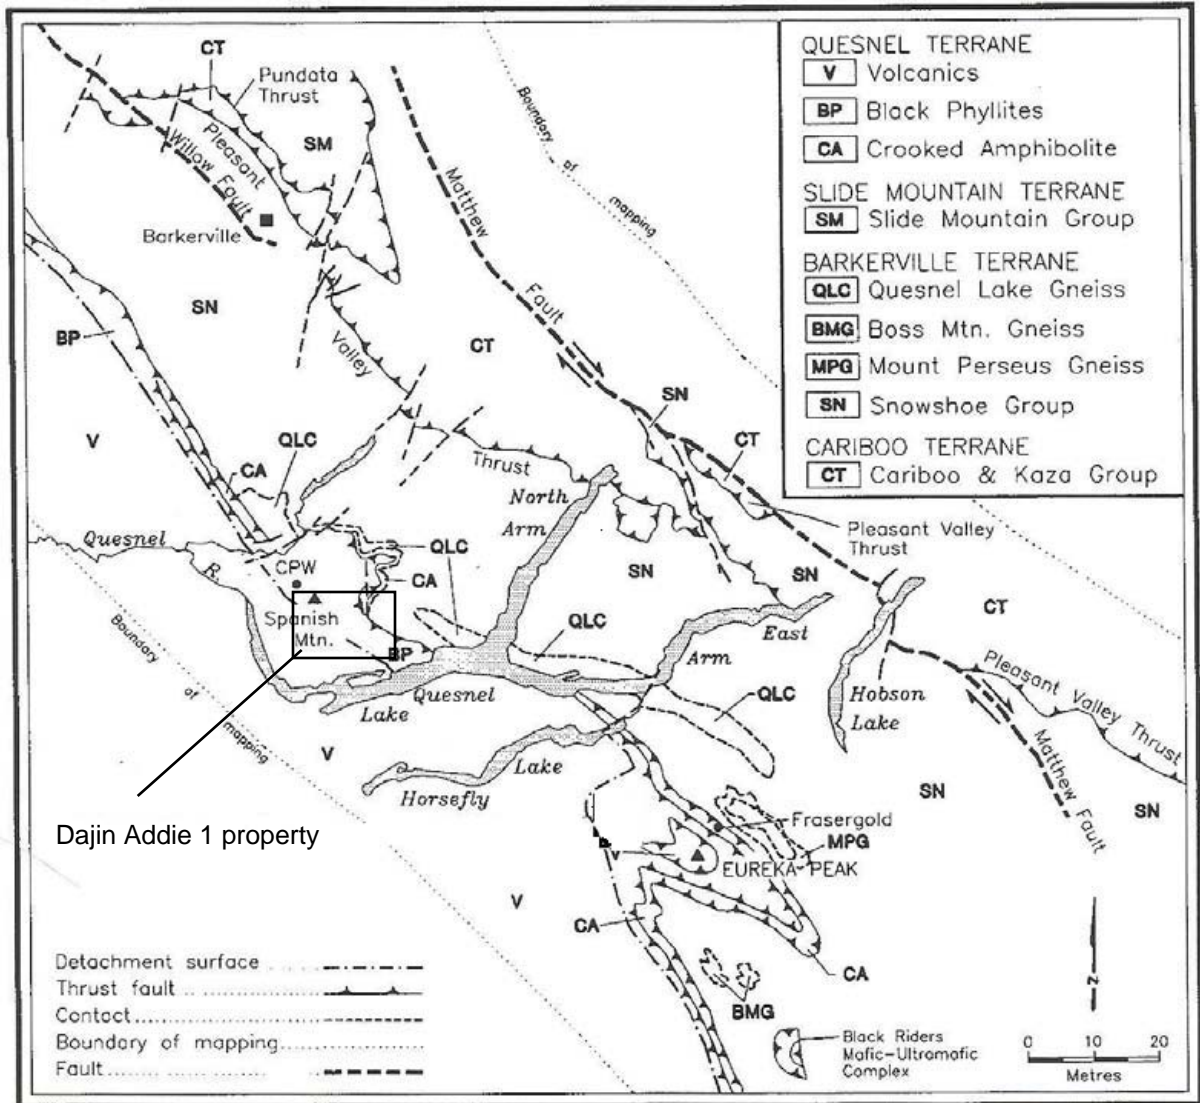 CT
Pundata
Thrust
SM
Willow
Fault
Pleasant
Barkerville
SN
BP
Valley
Matthew
Fault
Boundary
of
mapping
CT
SN
CT
V
QLC
CA
Thrust
North
Arm
Pleasant Valley
Thrust
Quesnel
R.
CPW
QLC
CA
SN
SN
CT
Spanish
Mtn.
BP
QLC
East
Arm
Boundary
of
mapping
Quesnel
Lake
QLC
Hobson
Lake
Pleasant Valley Thrust
Matthew Fault
V
Lake
Horsefly
SN
SN
Dajin Addie 1 property
Frasergold
MPG
V
EUREKA PEAK
V
CA
CA
BMG
N
QUESNEL TERRANE
V Volcanics
BP Black Phyllites
CA Crooked Amphibolite
SLIDE MOUNTAIN TERRANE
SM Slide Mountain Group
BARKERVILLE TERRANE
QLC Quesnel Lake Gneiss
BMG Boss Mtn. Gneiss
MPG Mount Perseus Gneiss
SN Snowshoe Group
CARIBOO TERRANE
CT Cariboo & Kaza Group
Detachment surface
Thrust fault
Contact
Boundary of mapping
Fault
Black Riders
Mafic-Ultramafic
Complex
0 10 20
Metres